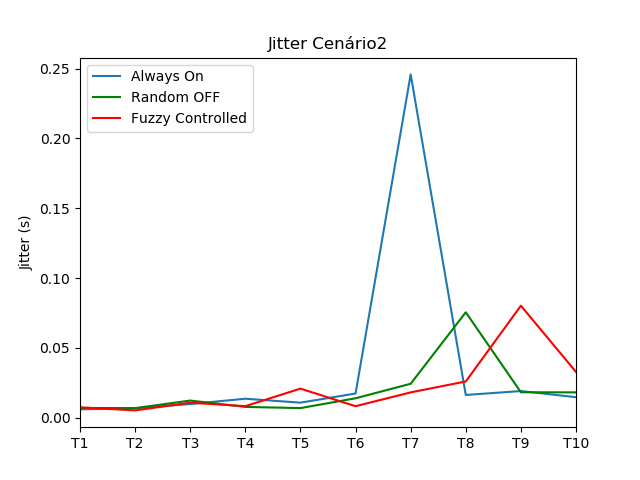 Jitter Cenário2
Always On
Random OFF
Fuzzy Controlled
Jitter (s)
0.25
0.20
0.15
0.10
0.05
0.00
T1 T2 T3 T4 T5 T6 T7 T8 T9 T10